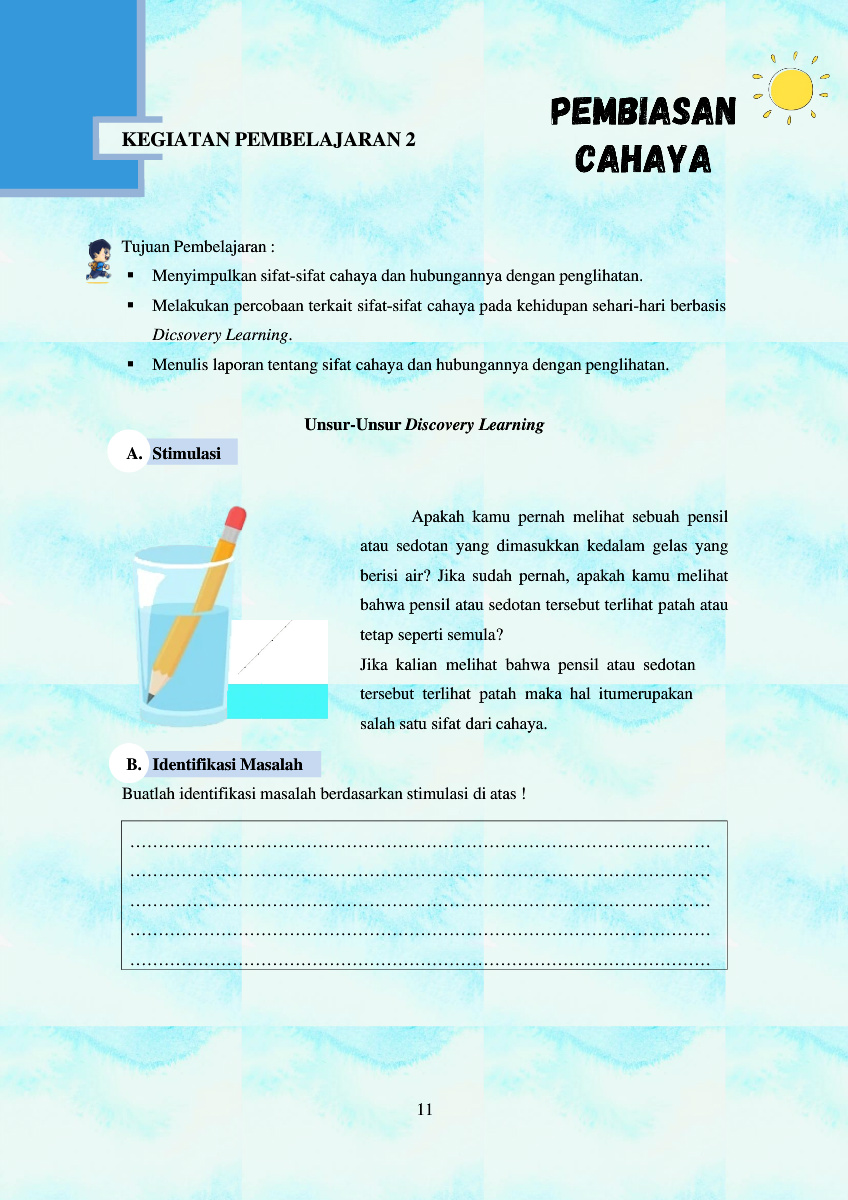 KEGIATAN PEMBELAJARAN 2
PEMBIASAN
CAHAYA
Tujuan Pembelajaran :
▪ Menyimpulkan sifat-sifat cahaya dan hubungannya dengan penglihatan.
▪ Melakukan percobaan terkait sifat-sifat cahaya pada kehidupan sehari-hari berbasis
Dicsovery Learning.
▪ Menulis laporan tentang sifat cahaya dan hubungannya dengan penglihatan.
Unsur-Unsur Discovery Learning
A. Stimulasi
Apakah kamu pernah melihat sebuah pensil
atau sedotan yang dimasukkan kedalam gelas yang
berisi air? Jika sudah pernah, apakah kamu melihat
bahwa pensil atau sedotan tersebut terlihat patah atau
tetap seperti semula?
Jika kalian melihat bahwa pensil atau sedotan
tersebut terlihat patah maka hal itumerupakan
salah satu sifat dari cahaya.
B. Identifikasi Masalah
Buatlah identifikasi masalah berdasarkan stimulasi di atas !
……………………………………………………………………………………………
……………………………………………………………………………………………
……………………………………………………………………………………………
……………………………………………………………………………………………
……………………………………………………………………………………………
11